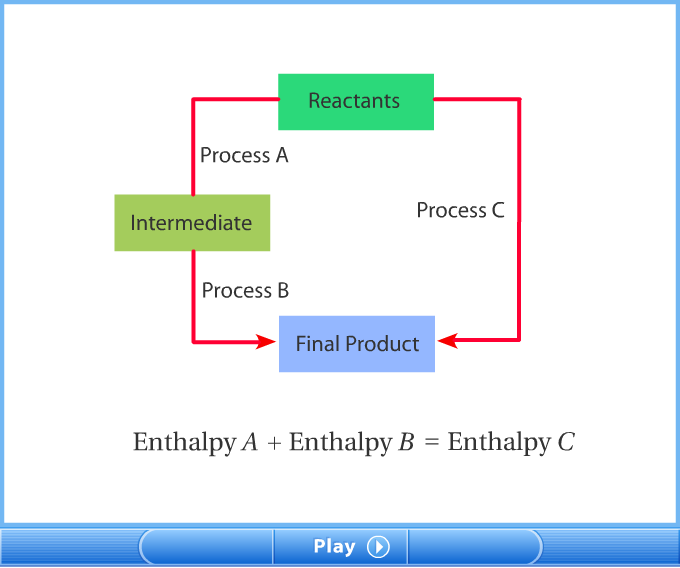 Reactants
Process A
Process C
Intermediate
Process B
Final Product
Enthalpy A + Enthalpy B = Enthalpy C
Play